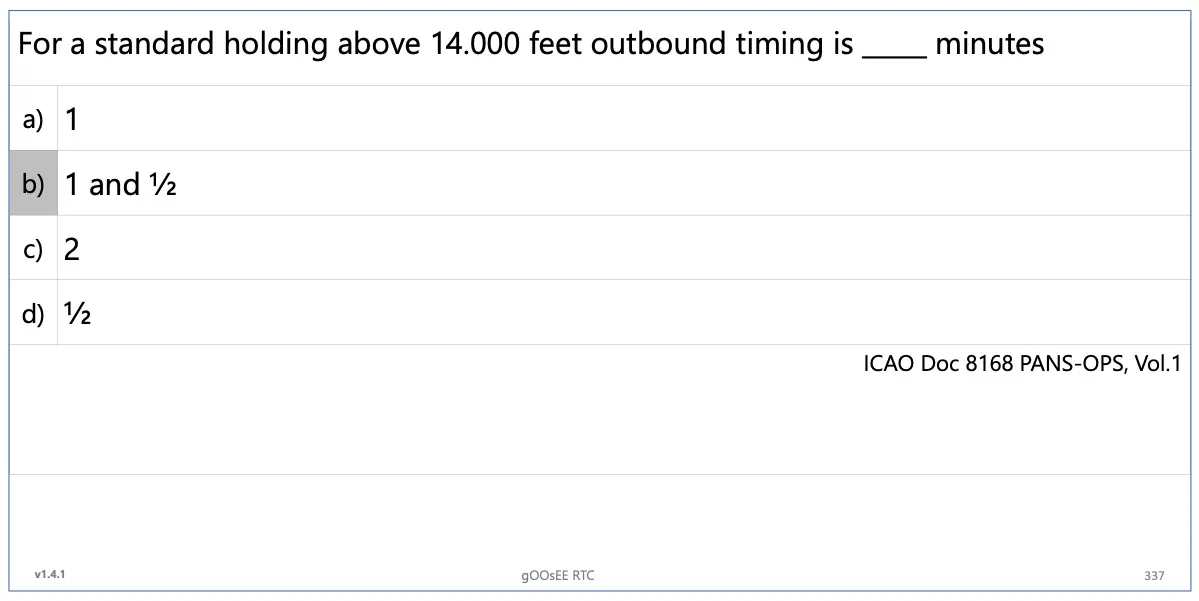 For a standard holding above 14.000 feet outbound timing is _____ minutes
a) 1
b) 1 and ½
c) 2
d) ½
ICAO Doc 8168 PANS-OPS, Vol.1
v1.4.1 gOOsEE RTC 337